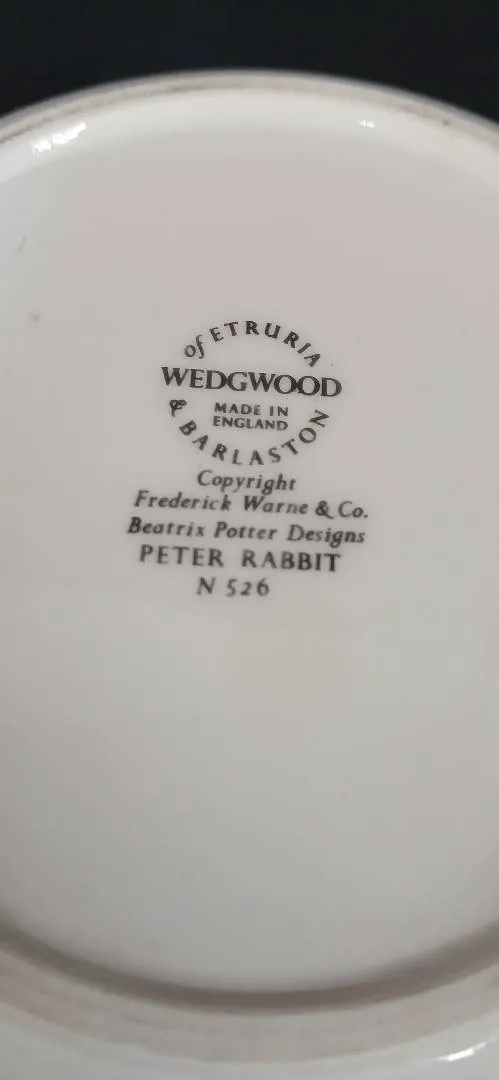 of ETRURIA
WEDGWOOD
MADE IN
ENGLAND
& BARLASTON
Copyright
Frederick Warne & Co.
Beatrix Potter Designs
PETER RABBIT
N 526